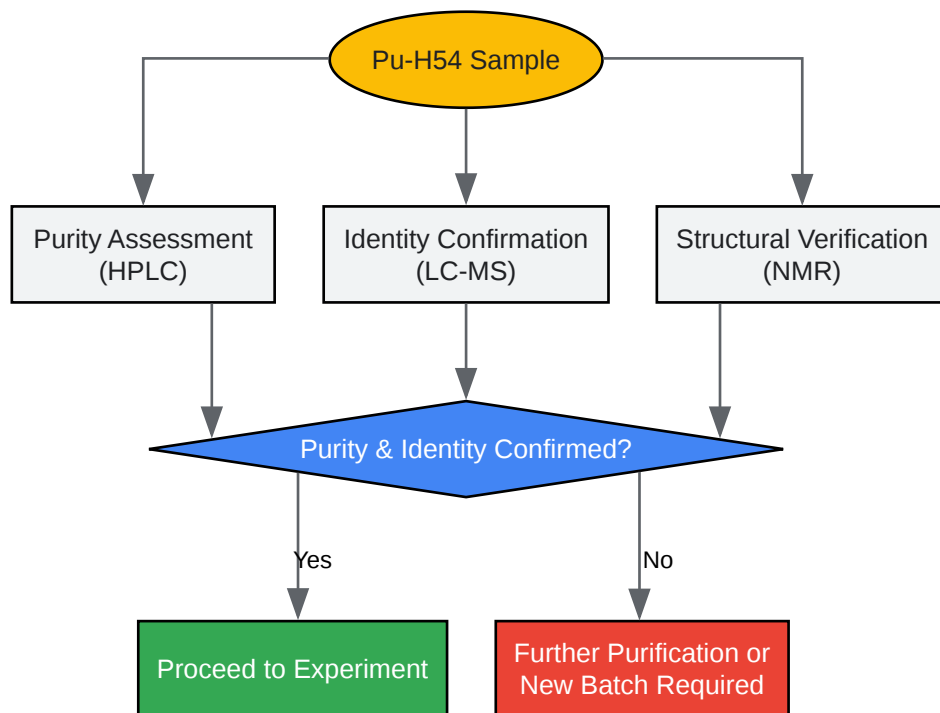 Pu-H54 Sample
Purity Assessment
(HPLC)
Identity Confirmation
(LC-MS)
Structural Verification
(NMR)
Purity & Identity Confirmed?
Yes
No
Proceed to Experiment
Further Purification or
New Batch Required